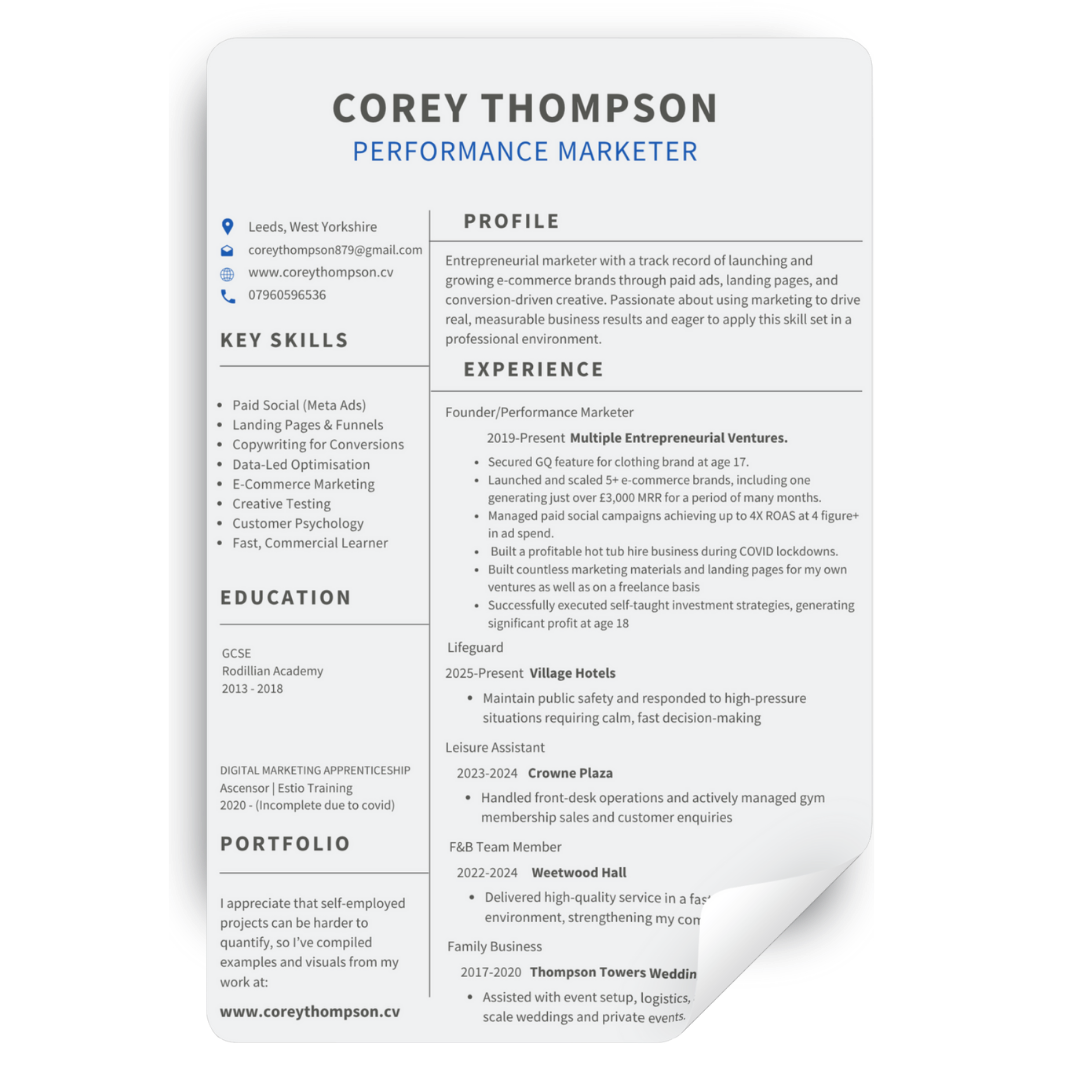 COREY THOMPSON
PERFORMANCE MARKETER
Leeds, West Yorkshire
coreythompson879@gmail.com
www.coreythompson.cv
07960596536
KEY SKILLS
• Paid Social (Meta Ads)
• Landing Pages & Funnels
• Copywriting for Conversions
• Data-Led Optimisation
• E-Commerce Marketing
• Creative Testing
• Customer Psychology
• Fast, Commercial Learner
EDUCATION
GCSE
Rodillian Academy
2013 - 2018
DIGITAL MARKETING APPRENTICESHIP
Ascensor | Estio Training
2020 - (Incomplete due to covid)
PORTFOLIO
I appreciate that self-employed
projects can be harder to
quantify, so I've compiled
examples and visuals from my
work at:
www.coreythompson.cv
PROFILE
Entrepreneurial marketer with a track record of launching and
growing e-commerce brands through paid ads, landing pages, and
conversion-driven creative. Passionate about using marketing to drive
real, measurable business results and eager to apply this skill set in a
professional environment.
EXPERIENCE
Founder/Performance Marketer
2019-Present Multiple Entrepreneurial Ventures.
• Secured GQ feature for clothing brand at age 17.
• Launched and scaled 5+ e-commerce brands, including one
generating just over £3,000 MRR for a period of many months.
• Managed paid social campaigns achieving up to 4X ROAS at 4 figure+
in ad spend.
• Built a profitable hot tub hire business during COVID lockdowns.
• Built countless marketing materials and landing pages for my own
ventures as well as on a freelance basis
• Successfully executed self-taught investment strategies, generating
significant profit at age 18
Lifeguard
2025-Present Village Hotels
• Maintain public safety and responded to high-pressure
situations requiring calm, fast decision-making
Leisure Assistant
2023-2024 Crowne Plaza
• Handled front-desk operations and actively managed gym
membership sales and customer enquiries
F&B Team Member
2022-2024 Weetwood Hall
• Delivered high-quality service in a
environment, strengthening my
Family Business
2017-2020 Thompson Towers
• Assisted with event setup, logistics,
scale weddings and private events.